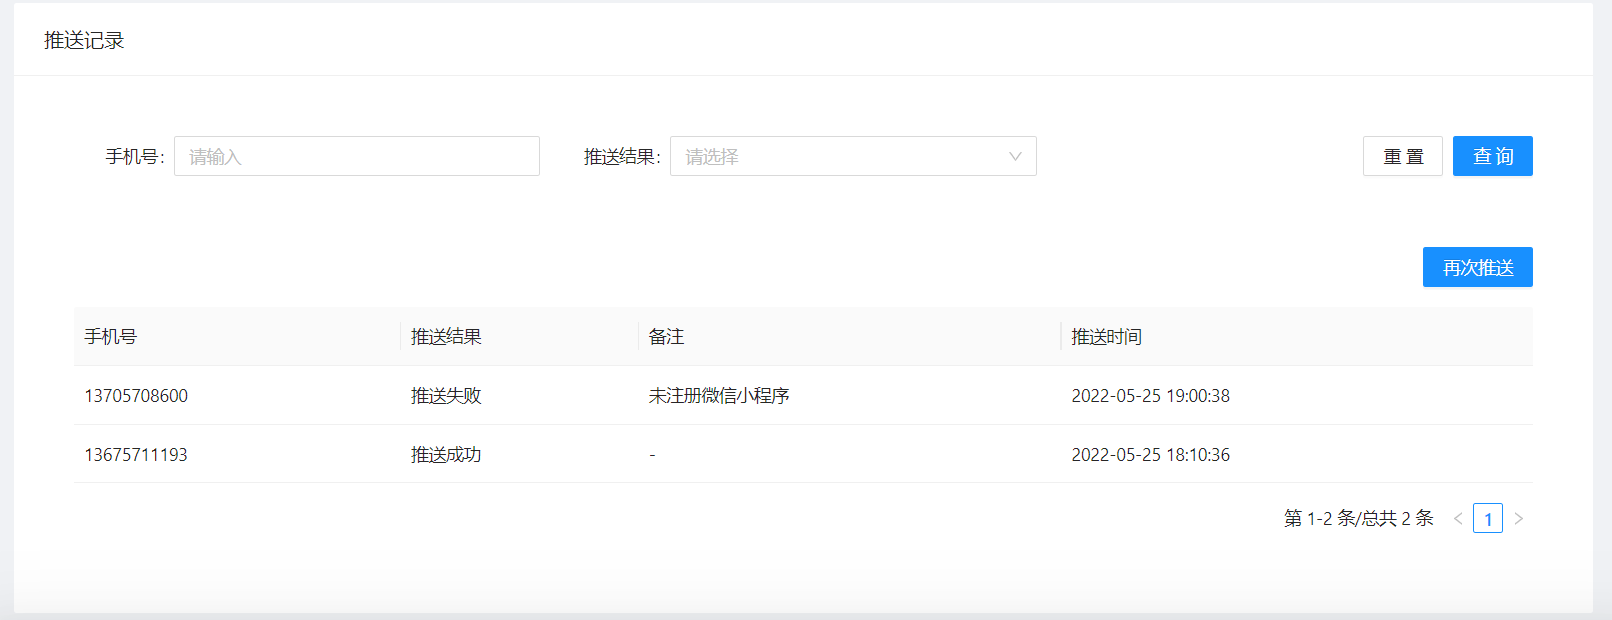 推送记录
手机号: 请输入 推送结果: 请选择 重 置 查 询
再次推送
手机号 推送结果 备注 推送时间
13705708600 推送失败 未注册微信小程序 2022-05-25 19:00:38
13675711193 推送成功 - 2022-05-25 18:10:36
第 1-2 条/总共 2 条 < 1 >